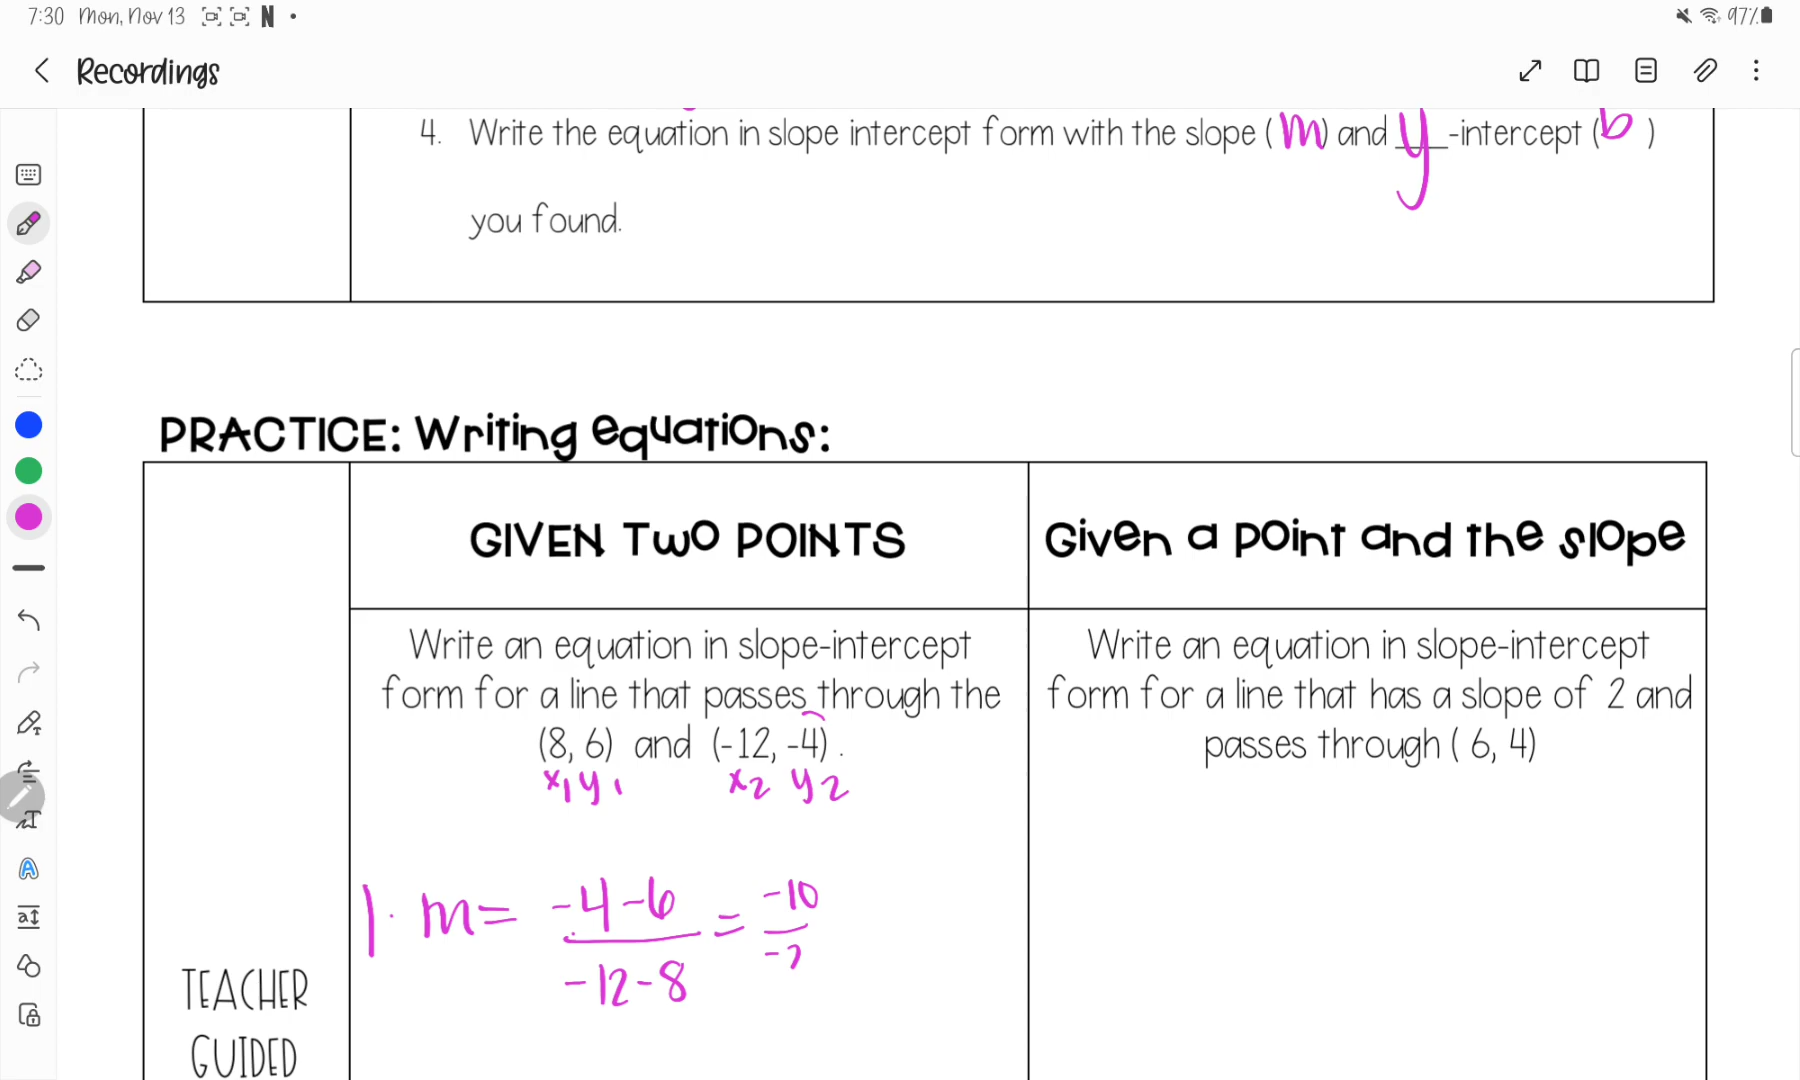 7:30 Mon, Nov 13 N
97%
Recordings
4. Write the equation in slope intercept form with the slope (m) and y-intercept (b)
you found.
PRACTICE: Writing equations:
GIVEN TWO POINTS
Given a point and the slope
Write an equation in slope-intercept
form for a line that passes through the
(8, 6) and (-12, -4).
x1 y1 x2 y2
Write an equation in slope-intercept
form for a line that has a slope of 2 and
passes through (6, 4)
1. m = -4-6 = -10
-12-8
TEACHER
GUIDED